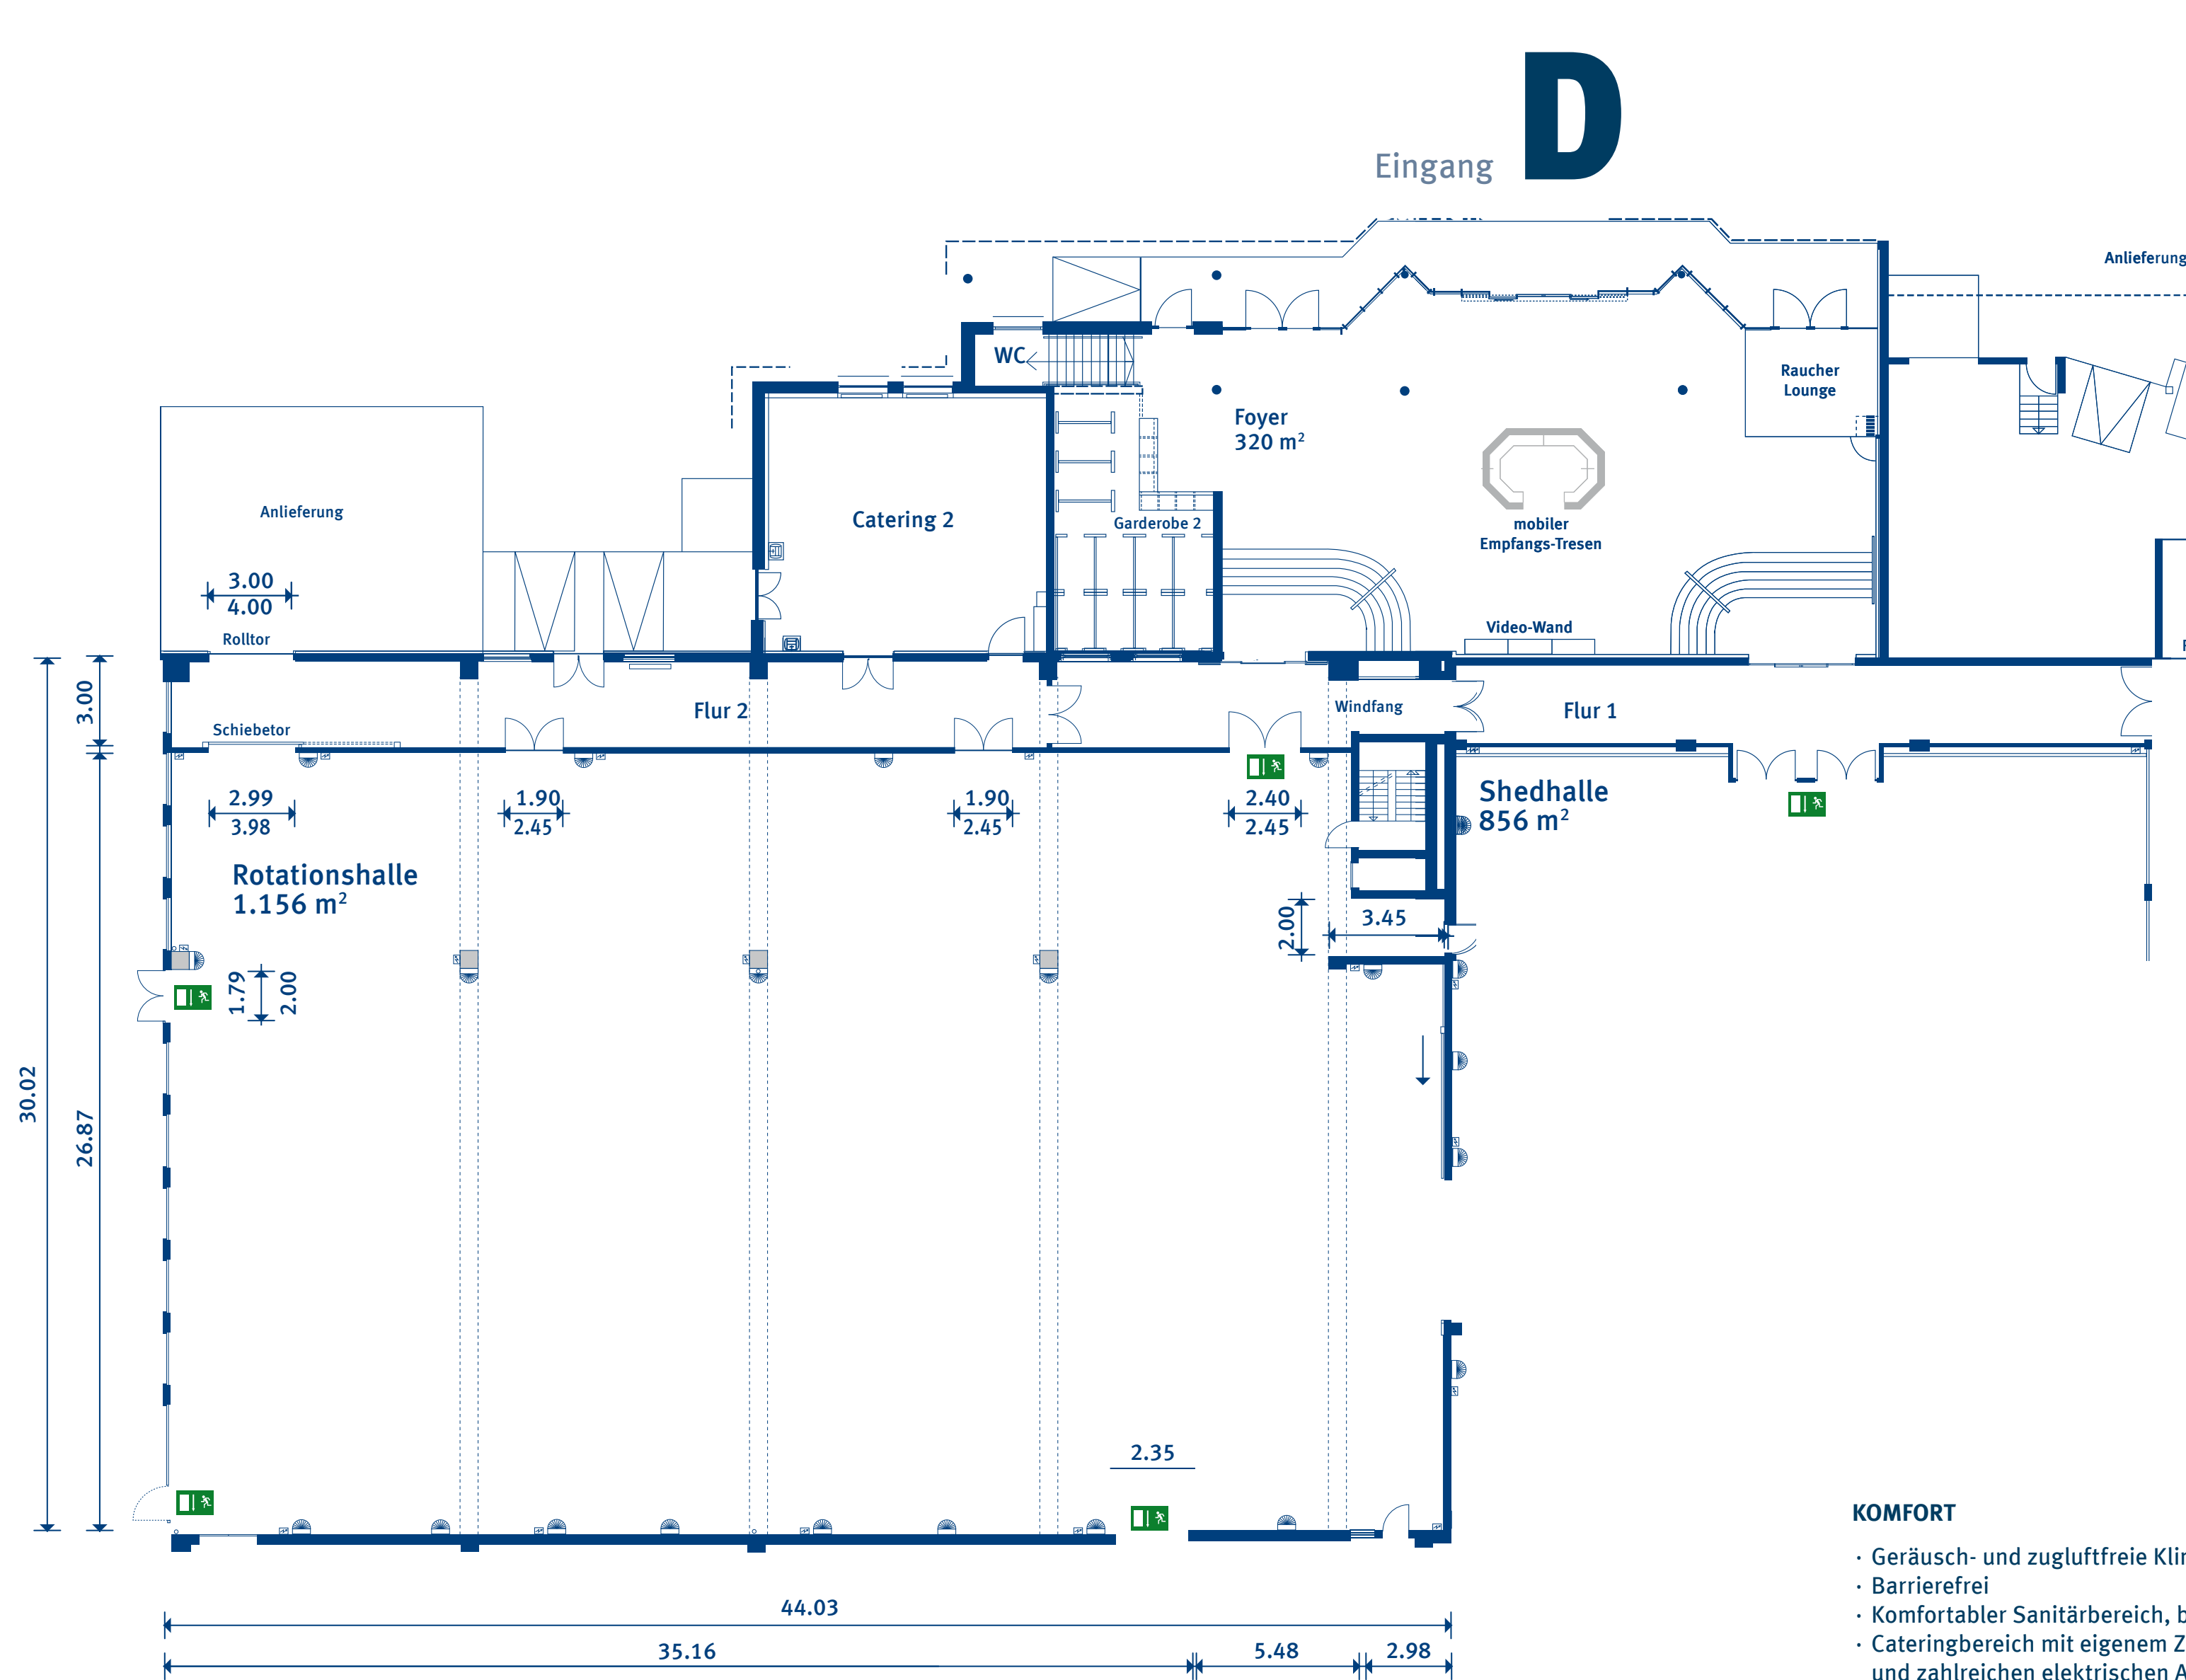 D
Eingang
Anlieferung
WC
Raucher
Lounge
Foyer
320 m²
Anlieferung
Catering 2
Garderobe 2
mobiler
Empfangs-Tresen
3.00
4.00
Rolltor
Video-Wand
3.00
Flur 2
Windfang
Flur 1
Schiebetor
2.99
3.98
1.90
2.45
1.90
2.45
2.40
2.45
Shedhalle
856 m²
Rotationshalle
1.156 m²
2.00
3.45
1.79
2.00
30.02
26.87
2.35
KOMFORT
· Geräusch- und zugluftfreie Kli
· Barrierefrei
· Komfortabler Sanitärbereich, b
· Cateringbereich mit eigenem Z
und zahlreichen elektrischen A
44.03
35.16
5.48
2.98